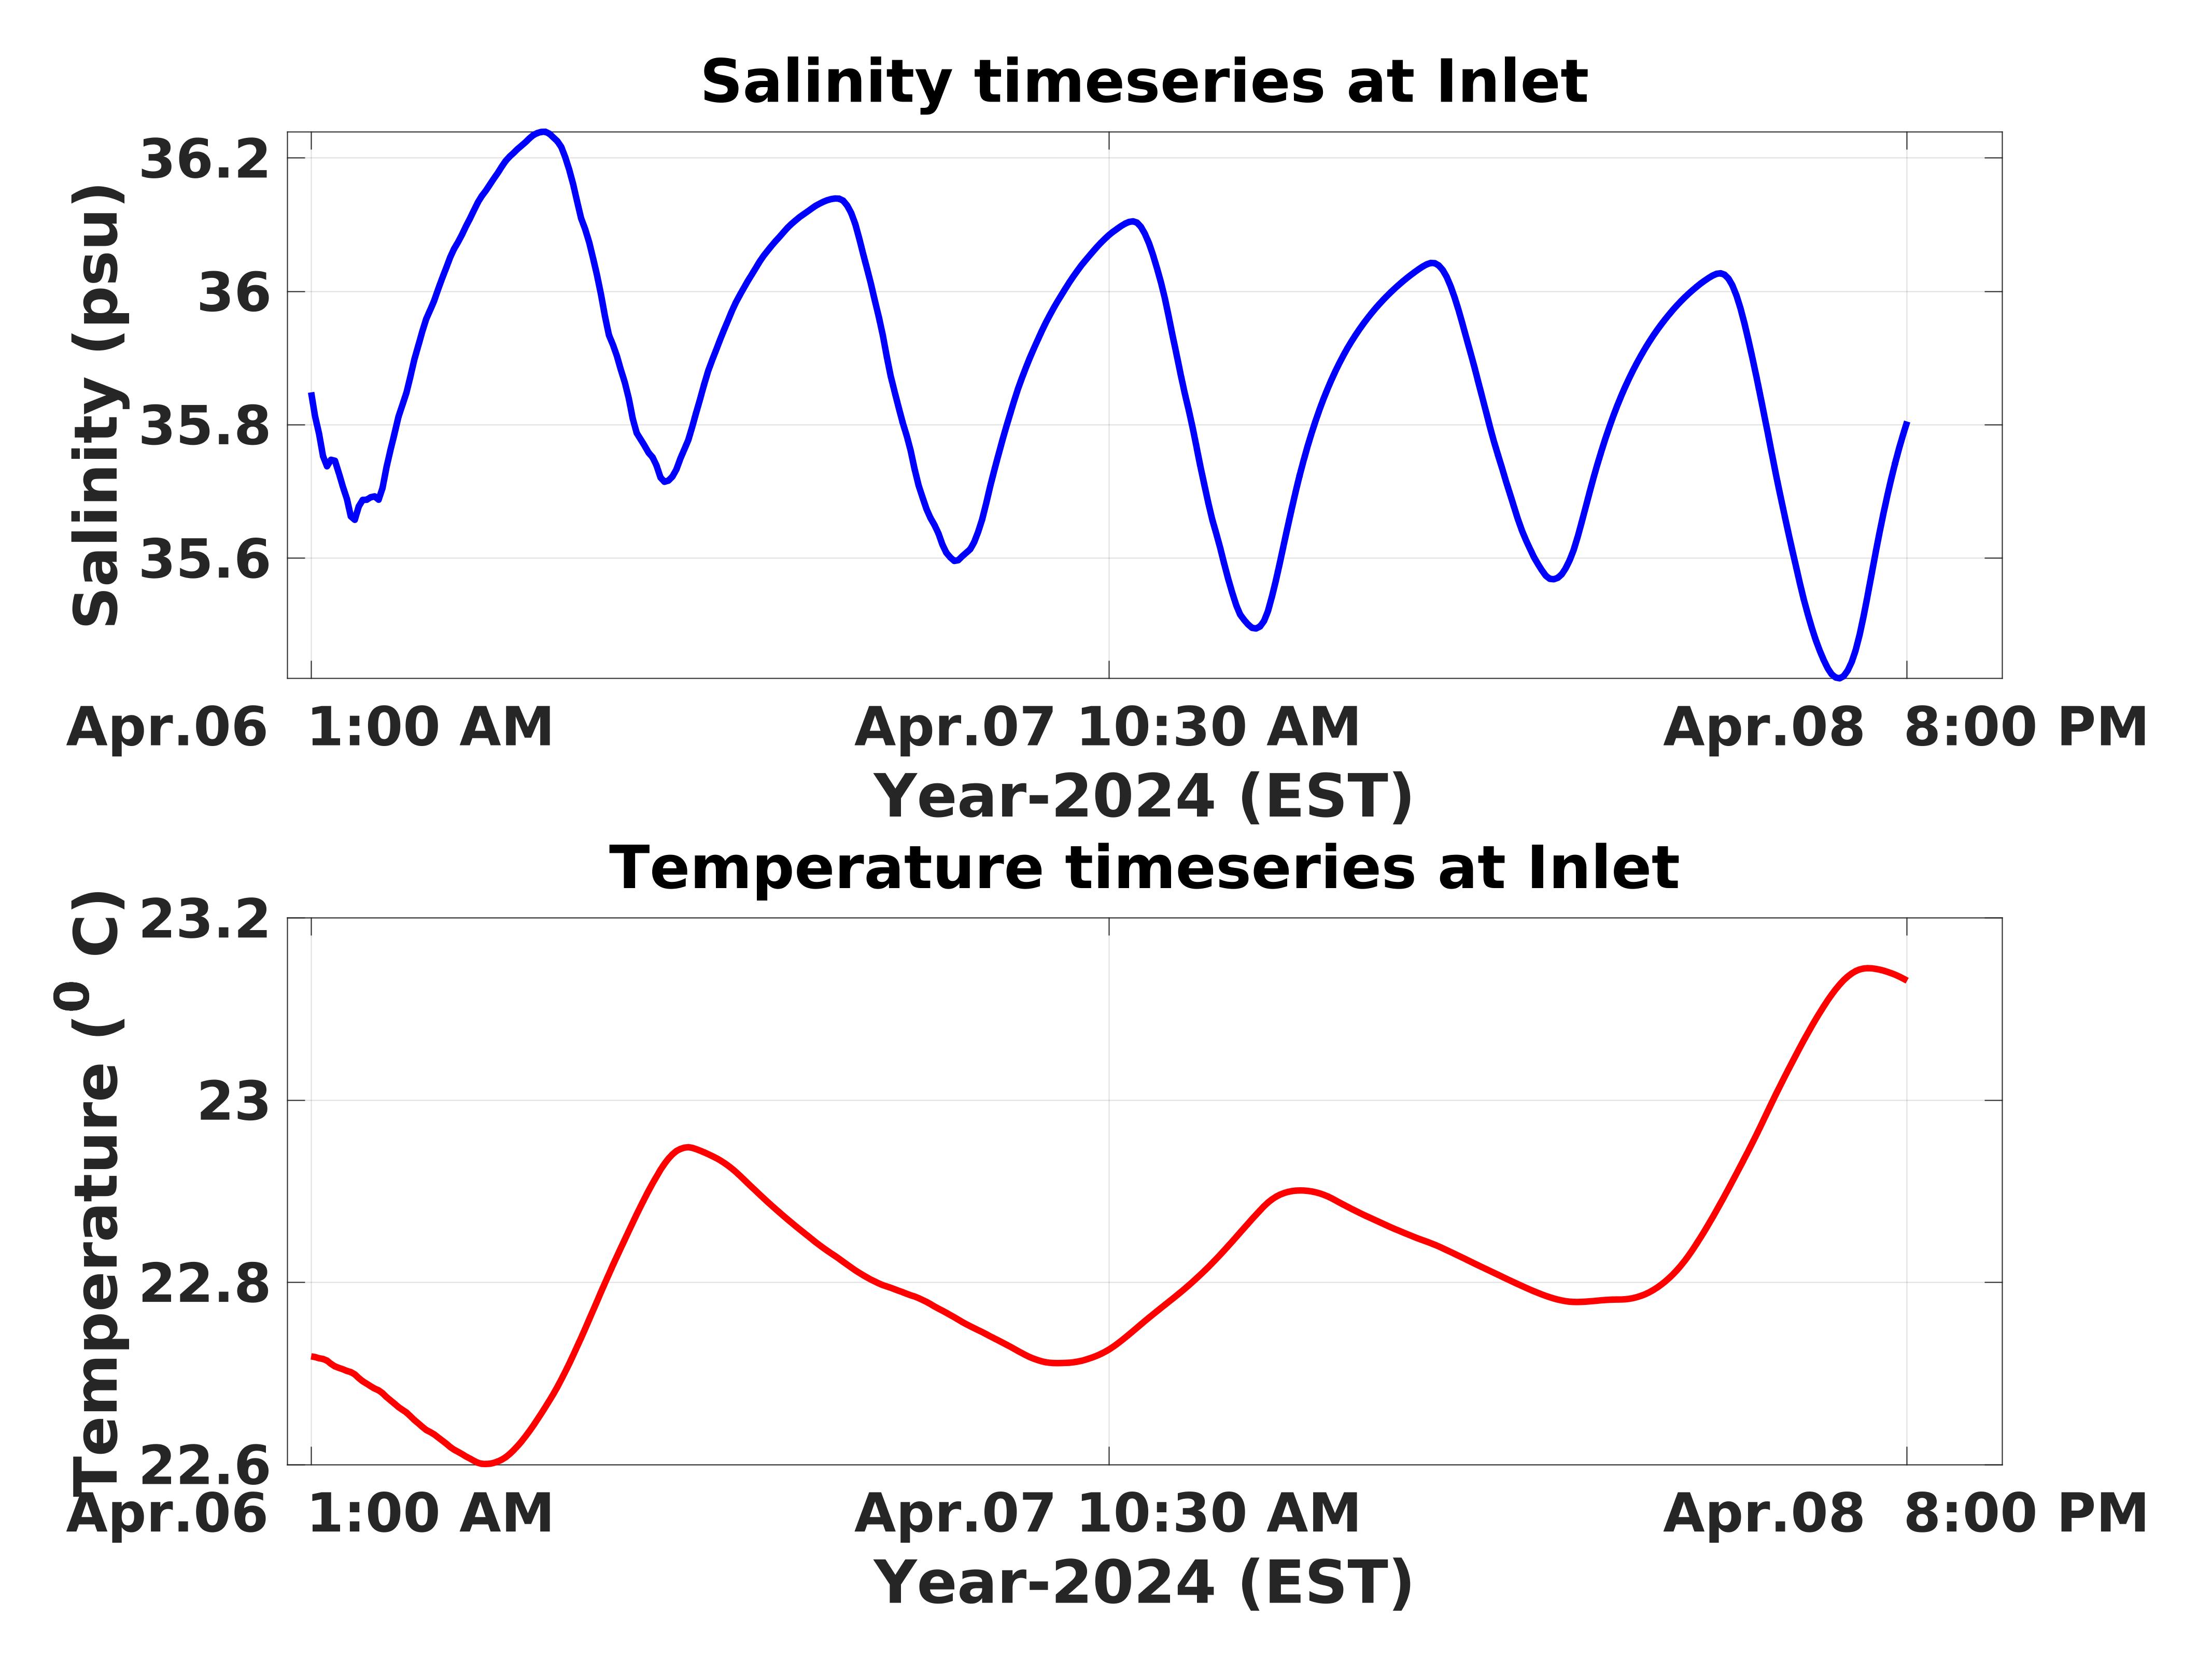 Salinity timeseries at Inlet
Salinity (psu)
36.2
36
35.8
35.6
Apr.06  1:00 AM
Apr.07 10:30 AM
Apr.08  8:00 PM
Year-2024 (EST)
Temperature timeseries at Inlet
Temperature (⁰ C)
23.2
23
22.8
22.6
Apr.06  1:00 AM
Apr.07 10:30 AM
Apr.08  8:00 PM
Year-2024 (EST)